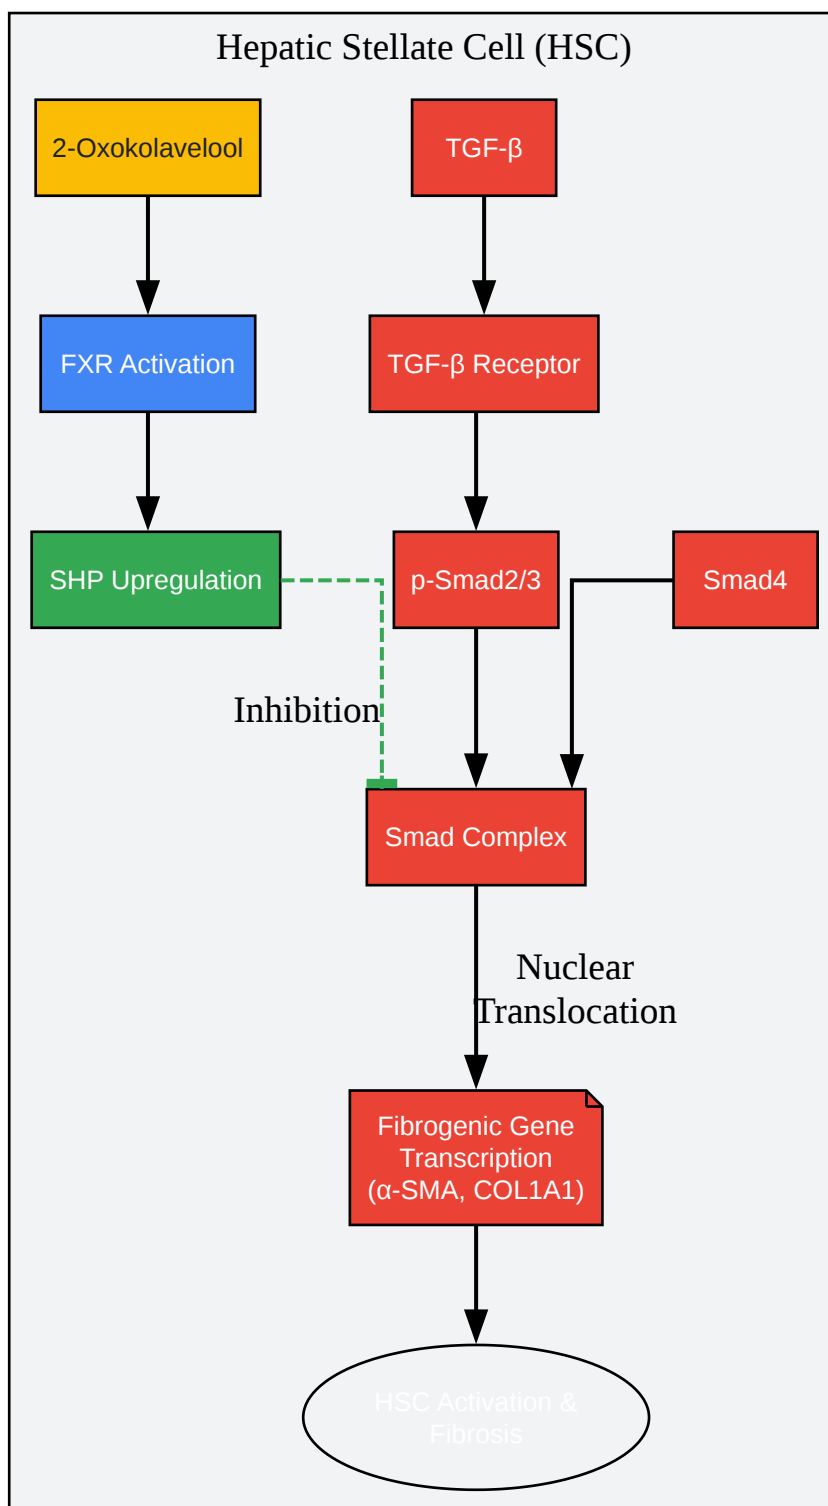 Hepatic Stellate Cell (HSC)
2-Oxokolavelool
TGF-β
FXR Activation
TGF-β Receptor
SHP Upregulation
p-Smad2/3
Smad4
Inhibition
Smad Complex
Nuclear
Translocation
Fibrogenic Gene
Transcription
(α-SMA, COL1A1)
HSC Activation &
Fibrosis